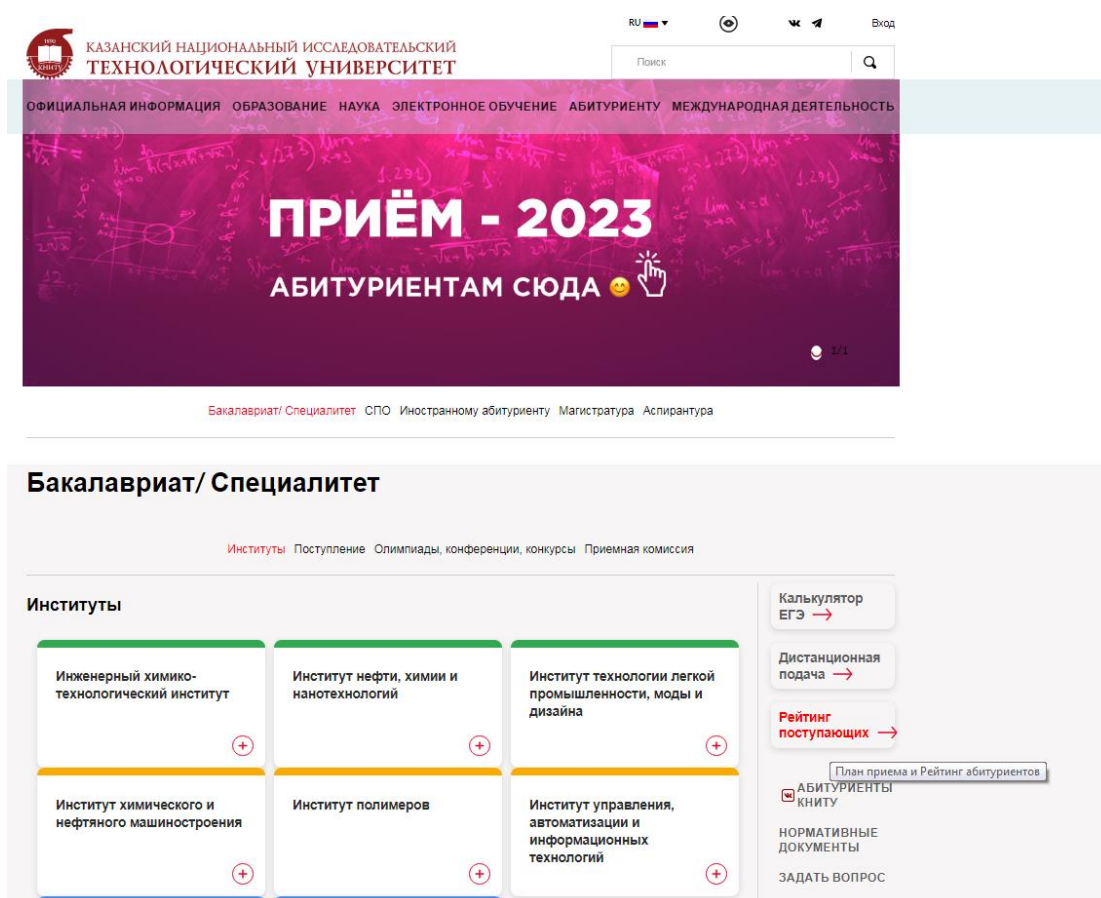 RU
Вход
КАЗАНСКИЙ НАЦИОНАЛЬНЫЙ ИССЛЕДОВАТЕЛЬСКИЙ
ТЕХНОЛОГИЧЕСКИЙ УНИВЕРСИТЕТ
КНИТУ
Поиск
ОФИЦИАЛЬНАЯ ИНФОРМАЦИЯ ОБРАЗОВАНИЕ НАУКА ЭЛЕКТРОННОЕ ОБУЧЕНИЕ АБИТУРИЕНТУ МЕЖДУНАРОДНАЯ ДЕЯТЕЛЬНОСТЬ
ПРИЁМ - 2023
АБИТУРИЕНТАМ СЮДА 😊
1/1
Бакалавриат/ Специалитет СПО Иностранному абитуриенту Магистратура Аспирантура
Бакалавриат/ Специалитет
Институты Поступление Олимпиады, конференции, конкурсы Приемная комиссия
Институты
Инженерный химико-
технологический институт
Институт нефти, химии и
нанотехнологий
Институт технологии легкой
промышленности, моды и
дизайна
Институт химического и
нефтяного машиностроения
Институт полимеров
Институт управления,
автоматизации и
информационных
технологий
Калькулятор
ЕГЭ
Дистанционная
подача
Рейтинг
поступающих
План приема и Рейтинг абитуриентов
АБИТУРИЕНТЫ
КНИТУ
НОРМАТИВНЫЕ
ДОКУМЕНТЫ
ЗАДАТЬ ВОПРОС